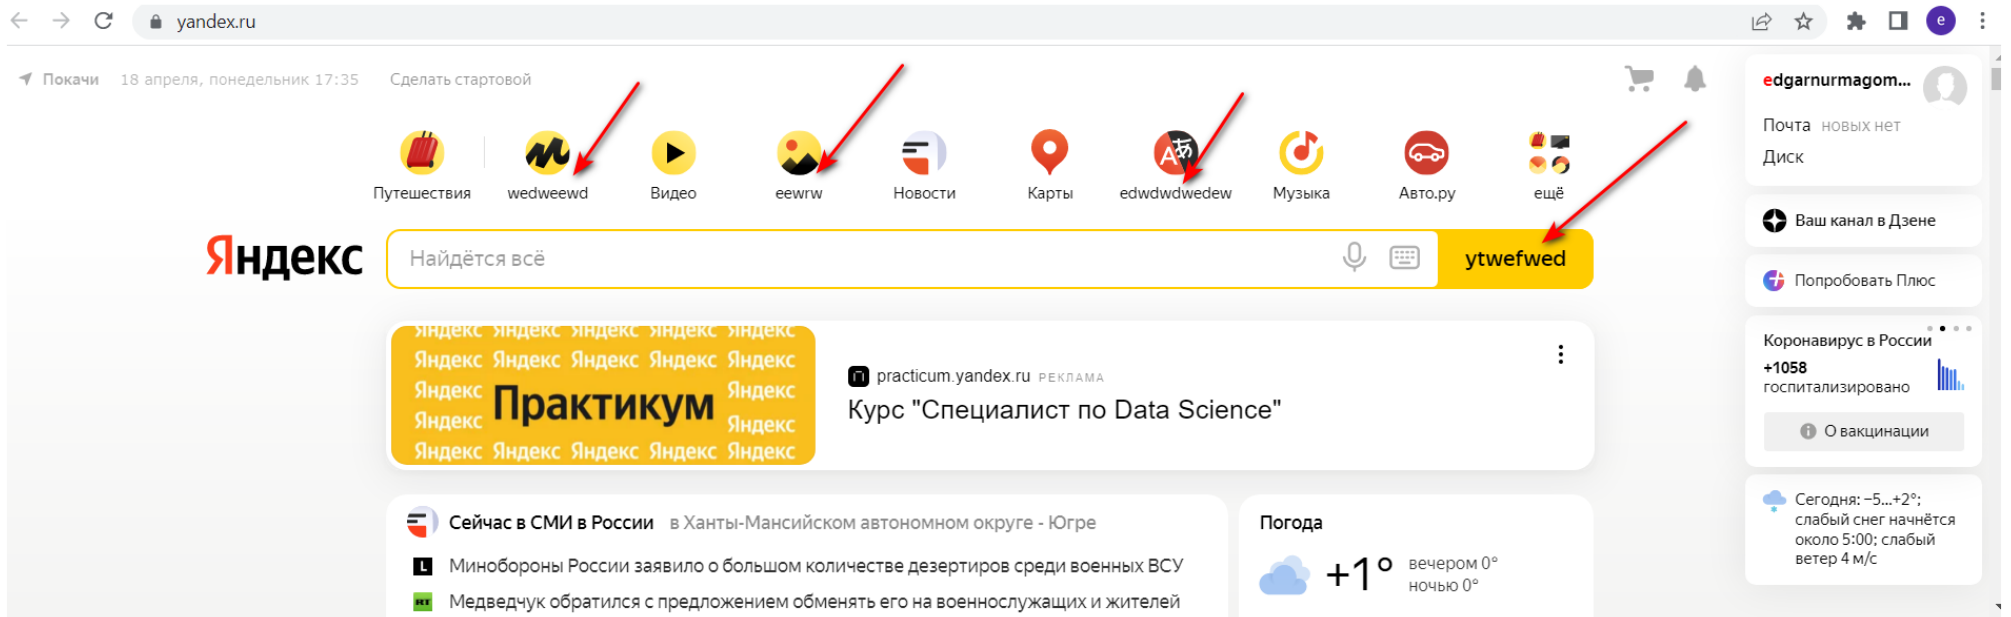 yandex.ru
e
Покачи 18 апреля, понедельник 17:35 Сделать стартовой
edgarnurmagom...
Почта новых нет
Диск
Путешествия wedweewd Видео eewrw Новости Карты edwdwdwedew Музыка Авто.ру ещё
Ваш канал в Дзене
Яндекс Найдётся всё ytwefwed
Попробовать Плюс
Яндекс Яндекс Яндекс Яндекс Яндекс
Яндекс Яндекс Яндекс Яндекс Яндекс
Яндекс Практикум Яндекс
Яндекс Яндекс
Яндекс Яндекс Яндекс Яндекс Яндекс
practicum.yandex.ru РЕКЛАМА
Курс "Специалист по Data Science"
Коронавирус в России
+1058
госпитализировано
О вакцинации
Сегодня: −5...+2°;
слабый снег начнётся
около 5:00; слабый
ветер 4 м/с
Сейчас в СМИ в России в Ханты-Мансийском автономном округе - Югре
L Минобороны России заявило о большом количестве дезертиров среди военных ВСУ
RT Медведчук обратился с предложением обменять его на военнослужащих и жителей
Погода
+1° вечером 0°
ночью 0°